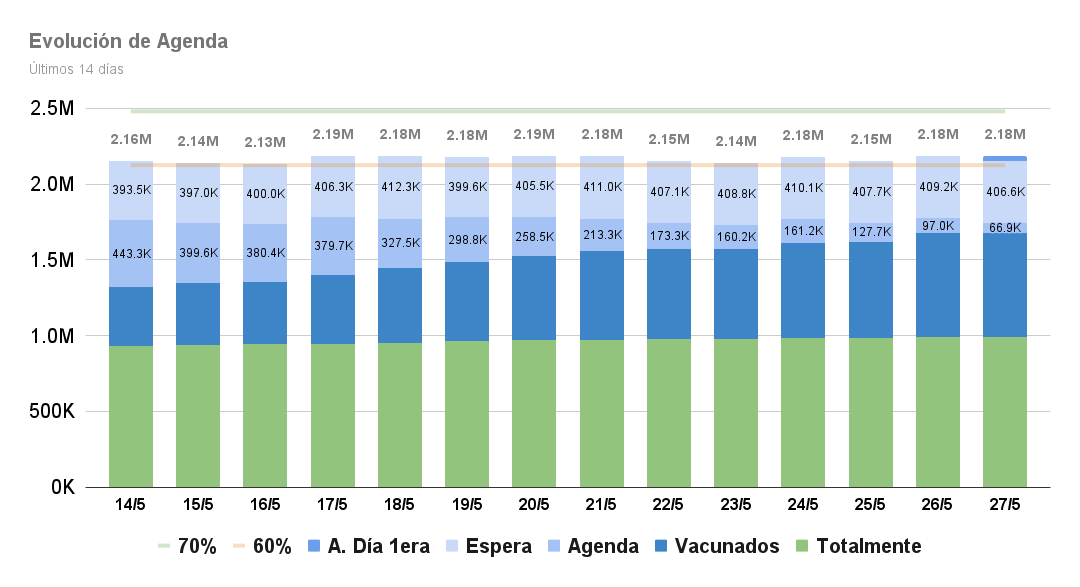 Evolución de Agenda
Últimos 14 días
2.5M
2.16M 2.14M 2.13M 2.19M 2.18M 2.18M 2.19M 2.18M 2.15M 2.14M 2.18M 2.15M 2.18M 2.18M
2.0M
393.5K 397.0K 400.0K 406.3K 412.3K 399.6K 405.5K 411.0K 407.1K 408.8K 410.1K 407.7K 409.2K 406.6K
443.3K 399.6K 380.4K 379.7K 327.5K 298.8K 258.5K 213.3K 173.3K 160.2K 161.2K 127.7K 97.0K 66.9K
1.5M
1.0M
500K
0K
14/5 15/5 16/5 17/5 18/5 19/5 20/5 21/5 22/5 23/5 24/5 25/5 26/5 27/5
70% 60% A. Día 1era Espera Agenda Vacunados Totalmente